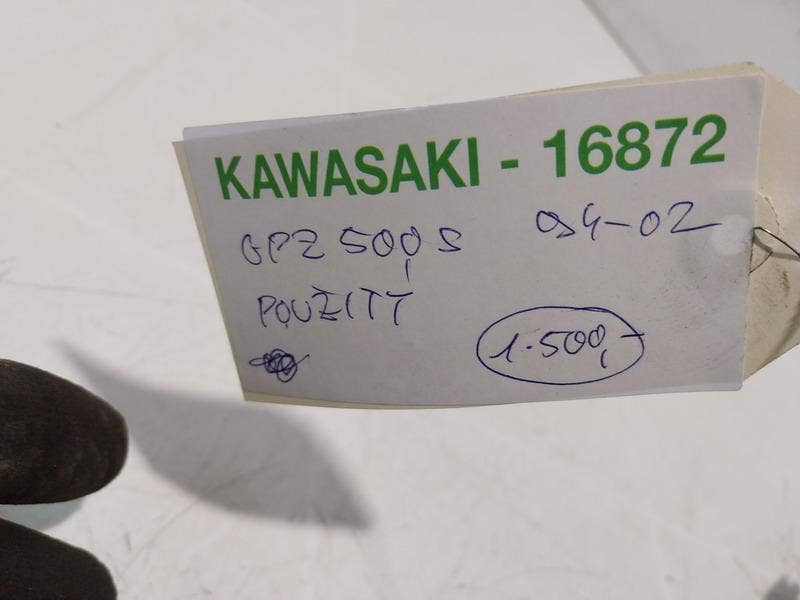 KAWASAKI - 16872
GPZ 500 S 94-02
POUŽITÝ
1.500,-